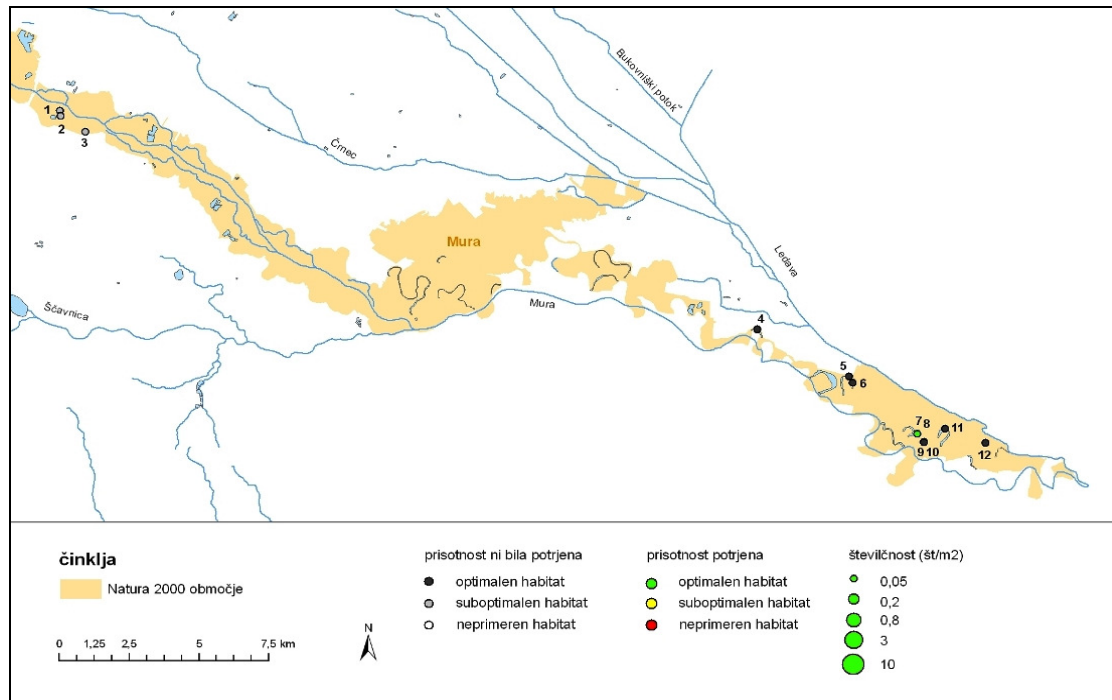 Bukovniški potok
1
2
3
Črnec
Mura
Ledava
Ščavnica
Mura
4
5
6
7 8
11
9 10
12
činklja
Natura 2000 območje
0 1,25 2,5 5 7,5 km
N
prisotnost ni bila potrjena
optimalen habitat
suboptimalen habitat
neprimeren habitat
prisotnost potrjena
optimalen habitat
suboptimalen habitat
neprimeren habitat
številčnost (št/m2)
0,05
0,2
0,8
3
10